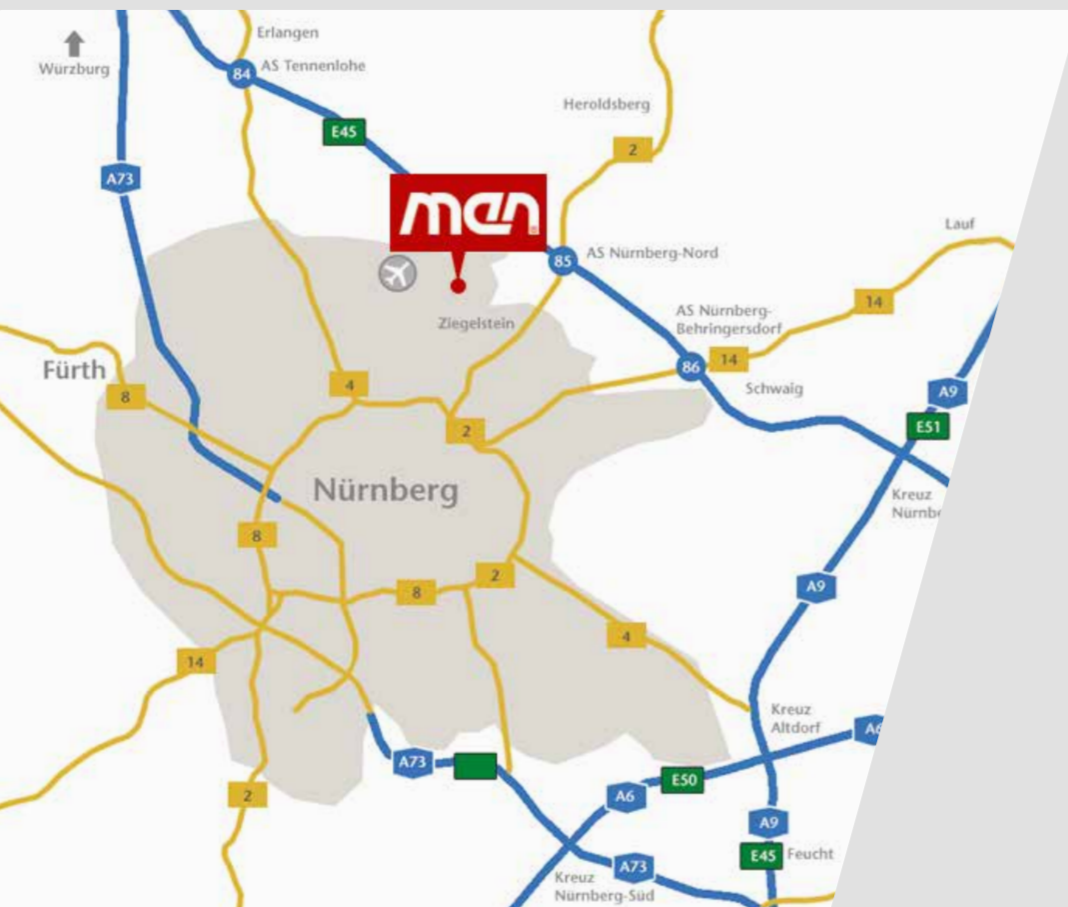 Erlangen
Würzburg
84
AS Tennenlohe
E45
Heroldsberg
2
A73
men
®
Lauf
85
AS Nürnberg-Nord
14
AS Nürnberg-
Behringersdorf
Ziegelstein
14
86
Fürth
4
Schwaig
A9
8
2
E51
Nürnberg
Kreuz
Nürnbe
8
2
A9
8
4
14
Kreuz
Altdorf
A6
A73
E50
2
A6
A9
E45
Feucht
A73
Kreuz
Nürnberg-Süd